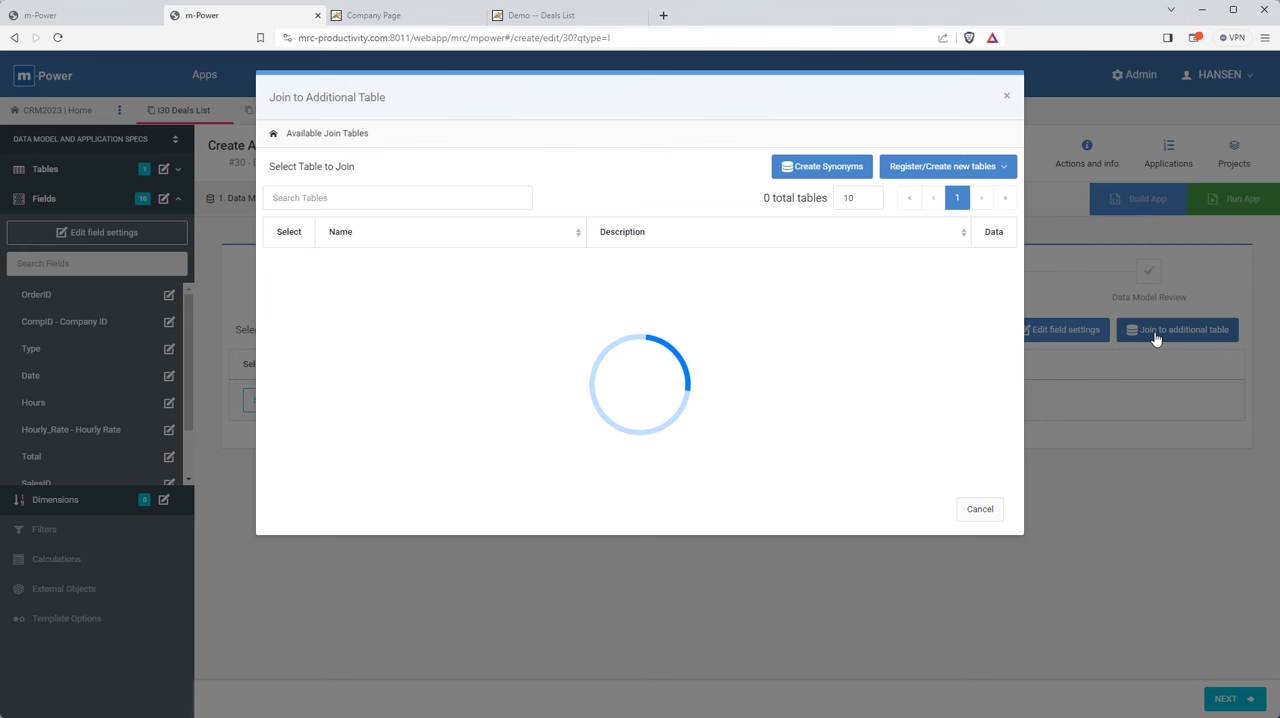 m-Power
m-Power
Company Page
Demo -- Deals List
mrc-productivity.com:8011/webapp/mrc/mpower#/create/edit/30?qtype=I
VPN
m-Power
Apps
Admin
HANSEN
CRM2023 | Home
I30 Deals List
DATA MODEL AND APPLICATION SPECS
Tables
1
Fields
10
Edit field settings
Search Fields
OrderID
CompID - Company ID
Type
Date
Hours
Hourly_Rate - Hourly Rate
Total
SalesID
Dimensions
0
Filters
Calculations
External Objects
Template Options
Create A
#30 - D
1. Data M
Actions and info
Applications
Projects
Build App
Run App
Data Model Review
Edit field settings
Join to additional table
NEXT
Join to Additional Table
Available Join Tables
Select Table to Join
Create Synonyms
Register/Create new tables
Search Tables
0 total tables
10
1
Select
Name
Description
Data
Cancel